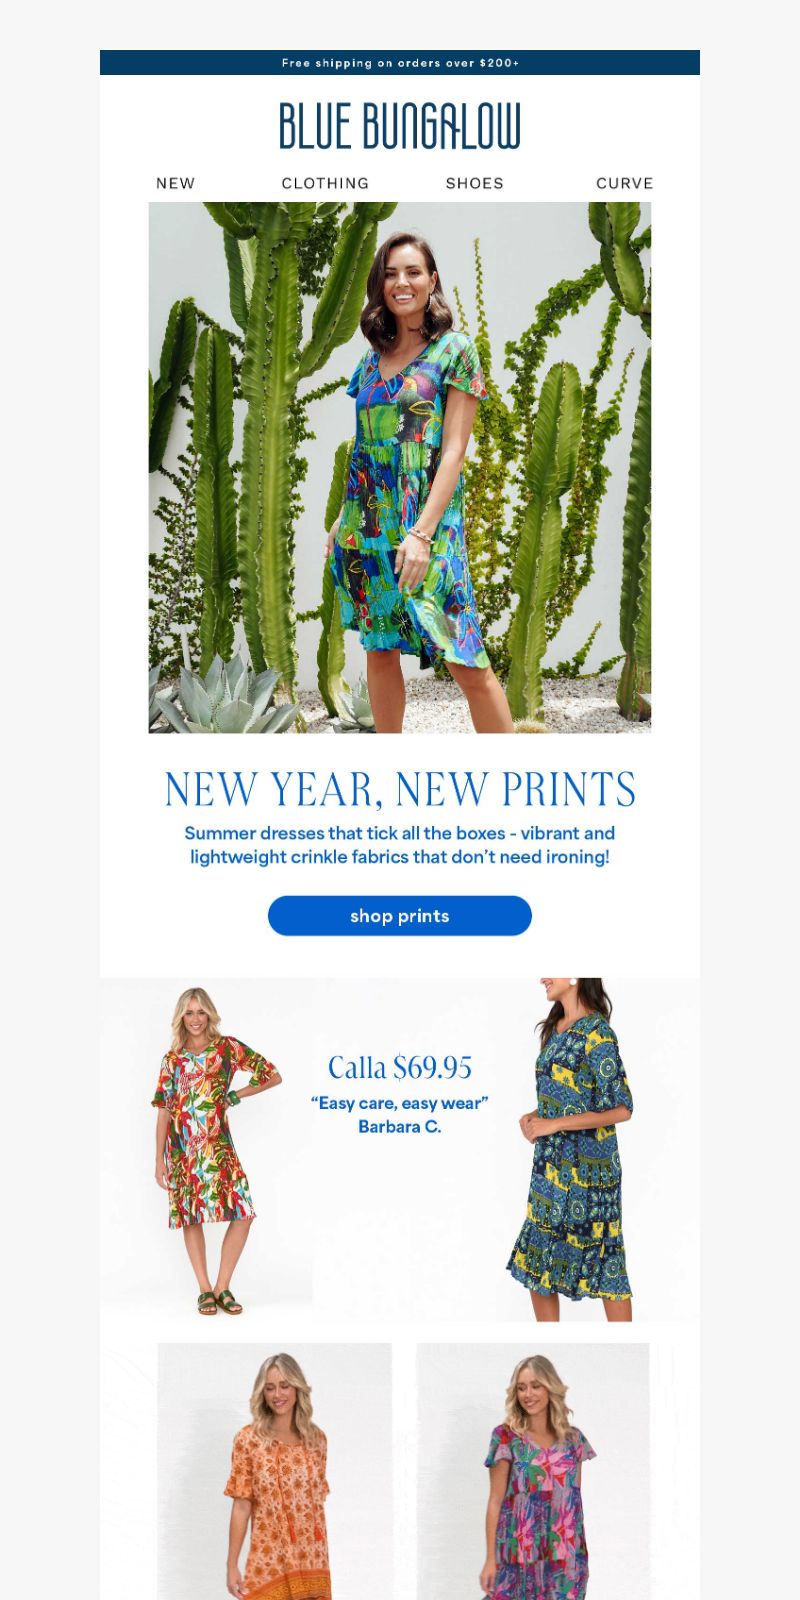 Free shipping on orders over $200+
BLUE BUNGALOW
NEW CLOTHING SHOES CURVE
NEW YEAR, NEW PRINTS
Summer dresses that tick all the boxes - vibrant and
lightweight crinkle fabrics that don’t need ironing!
shop prints
Calla $69.95
“Easy care, easy wear”
Barbara C.